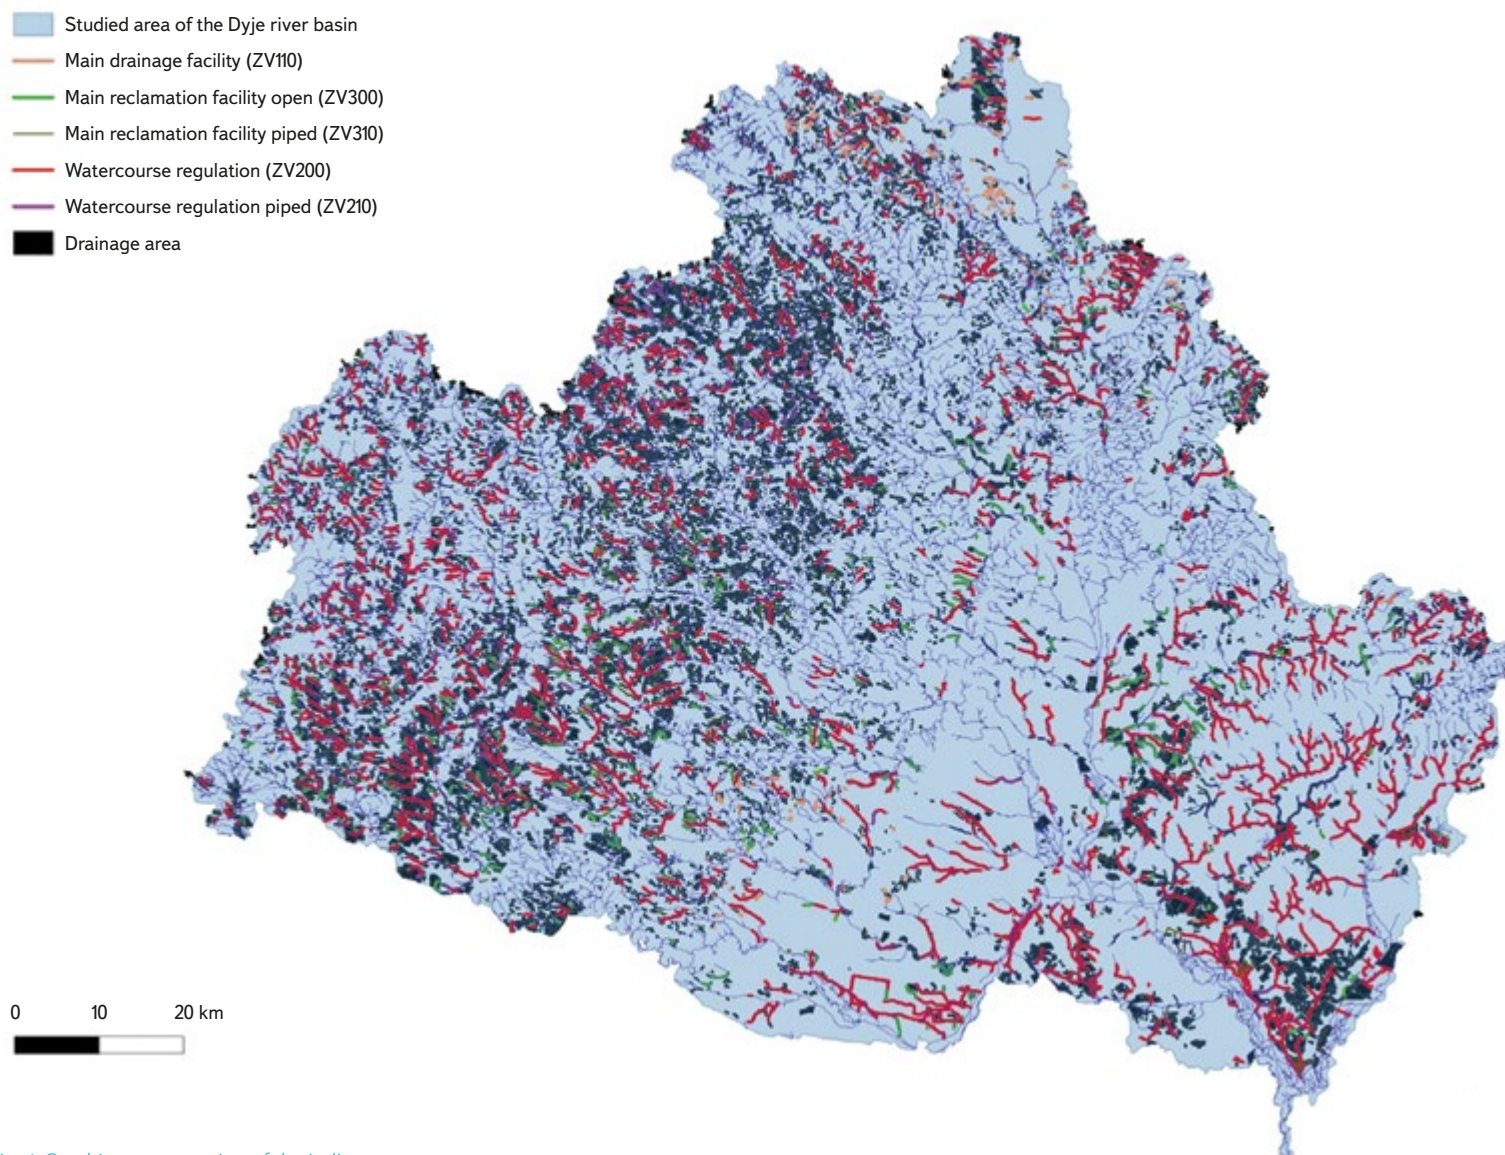 Studied area of the Dyje river basin
Main drainage facility (ZV110)
Main reclamation facility open (ZV300)
Main reclamation facility piped (ZV310)
Watercourse regulation (ZV200)
Watercourse regulation piped (ZV210)
Drainage area
0 10 20 km